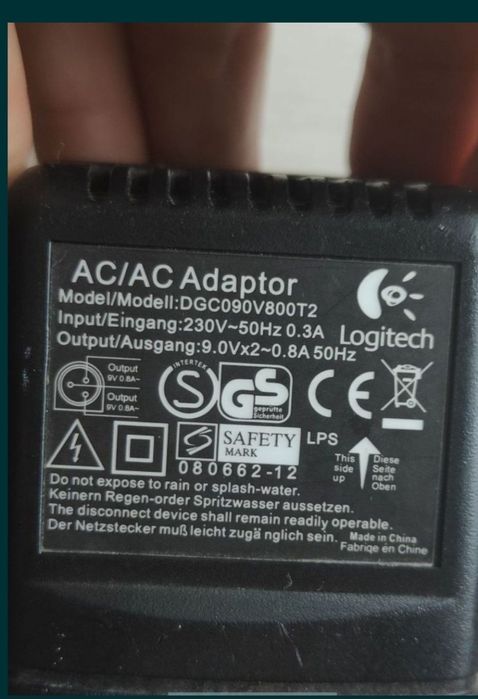 AC/AC Adaptor
Model/Modell:DGC090V800T2
Input/Eingang:230V~50Hz 0.3A
Output/Ausgang:9.0Vx2~0.8A 50Hz
Logitech
Output
9V 0.8A~
Output
9V 0.8A~
INTERTEK
S
GS
geprüfte
Sicherheit
CE
SAFETY
MARK
LPS
080662-12
This
side
up
Diese
Seite
nach
Oben
Do not expose to rain or splash-water.
Keinern Regen-order Spritzwasser aussetzen.
The disconnect device shall remain readily operable.
Der Netzstecker muß leicht zugä nglich sein.
Made in China
Fabriqe en Chine